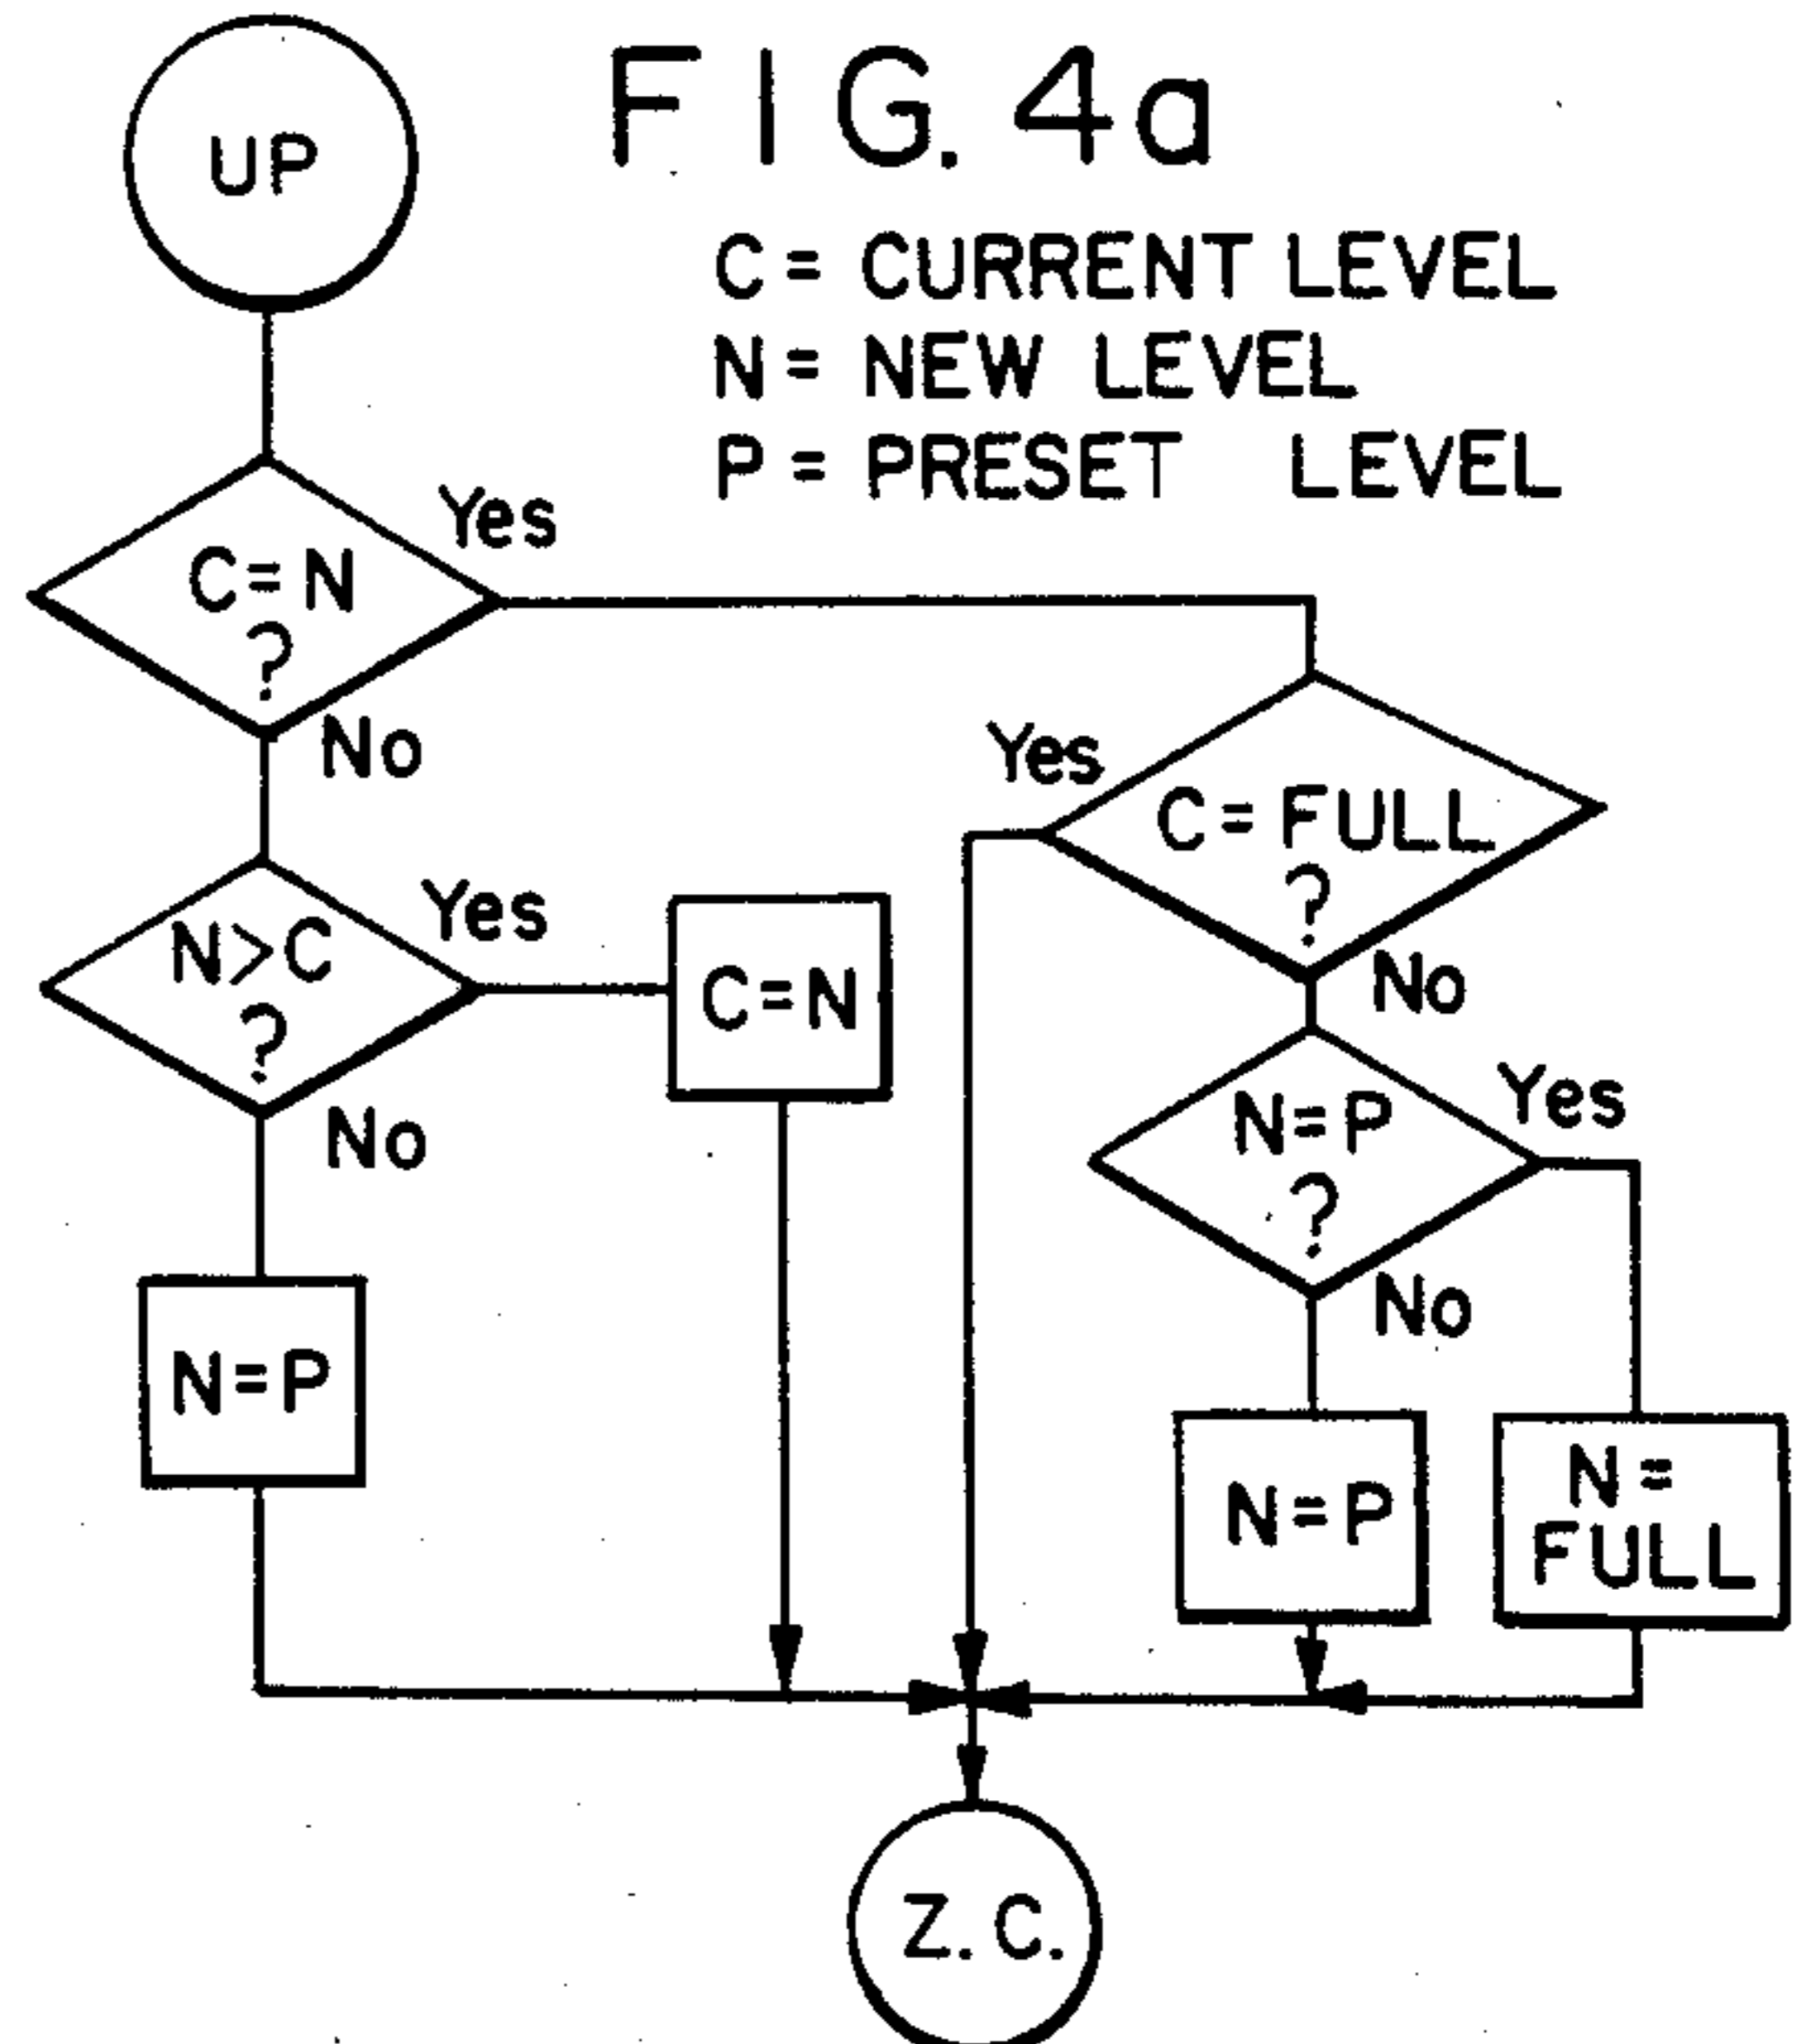 FIG. 4a
UP
C = CURRENT LEVEL
N = NEW LEVEL
P = PRESET LEVEL
Yes
C=N
?
No
Yes
C=FULL
?
No
Yes
N>C
?
No
C=N
Yes
N=P
?
No
N=P
N=P
N=
FULL
Z.C.